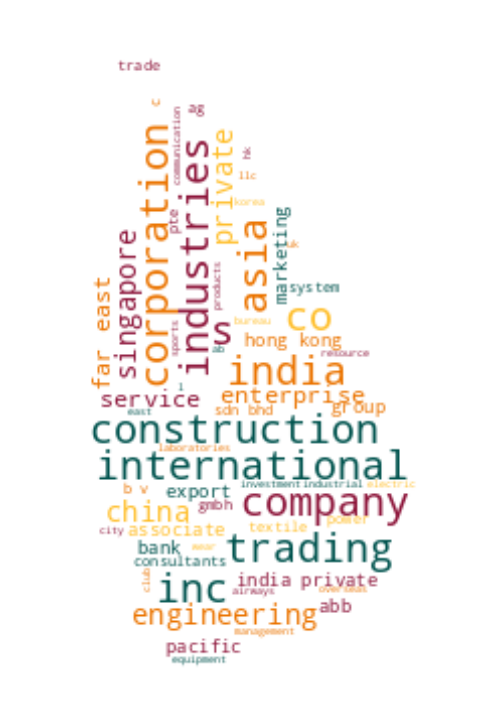 trade
c
ag
communication
corporation
industries
private
hk
llc
korea
pte
asia
marketing
uk
singapore
far east
products
system
s
co
bureau
sports
ab
hong kong
resource
india
l
service
enterprise
east
sdn bhd
group
construction
laboratories
international
investment
industrial
electric
b v
export
company
gmbh
china
power
city
associate
textile
bank
wear
trading
consultants
club
inc
india private
airways
overseas
engineering
abb
management
pacific
equipment